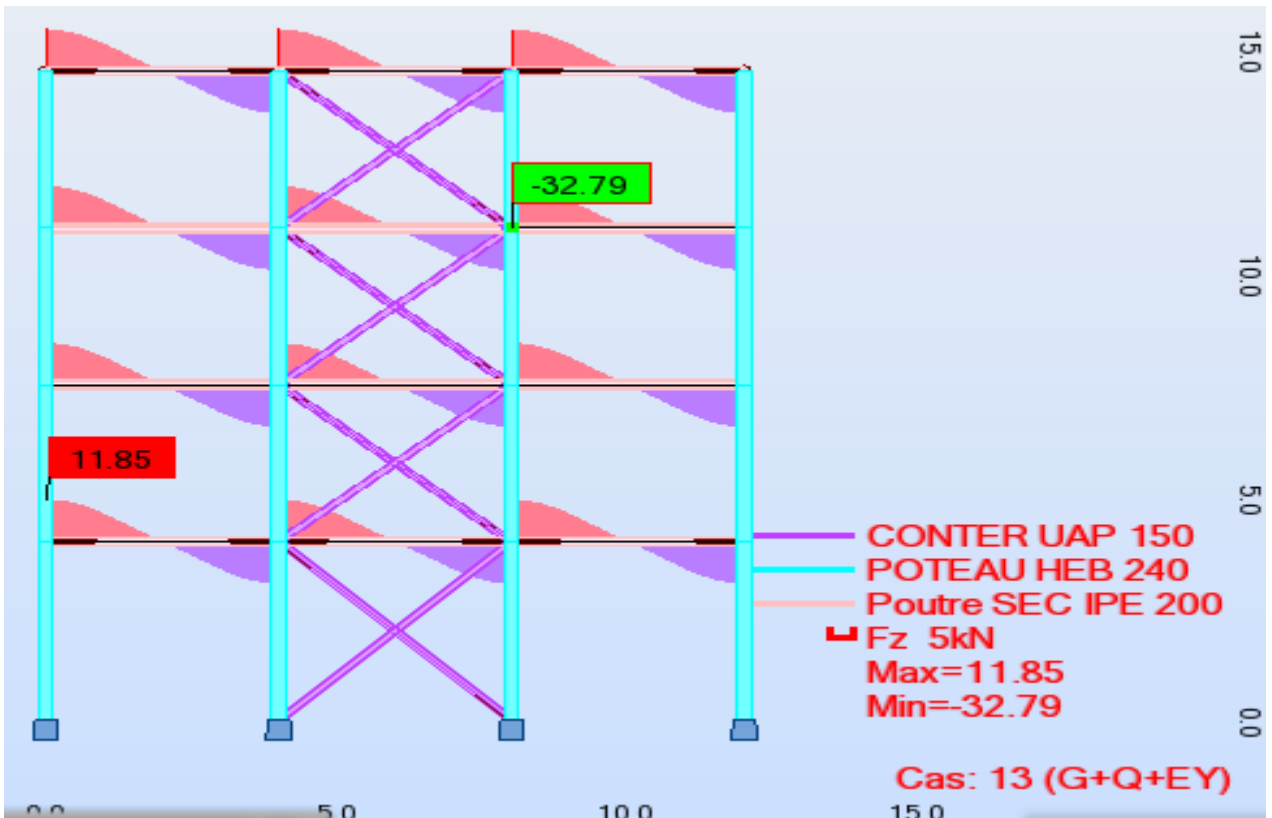 15.0
-32.79
10.0
11.85
5.0
CONTER UAP 150
POTEAU HEB 240
Poutre SEC IPE 200
Fz 5kN
Max=11.85
Min=-32.79
0.0
Cas: 13 (G+Q+EY)
0.0 5.0 10.0 15.0